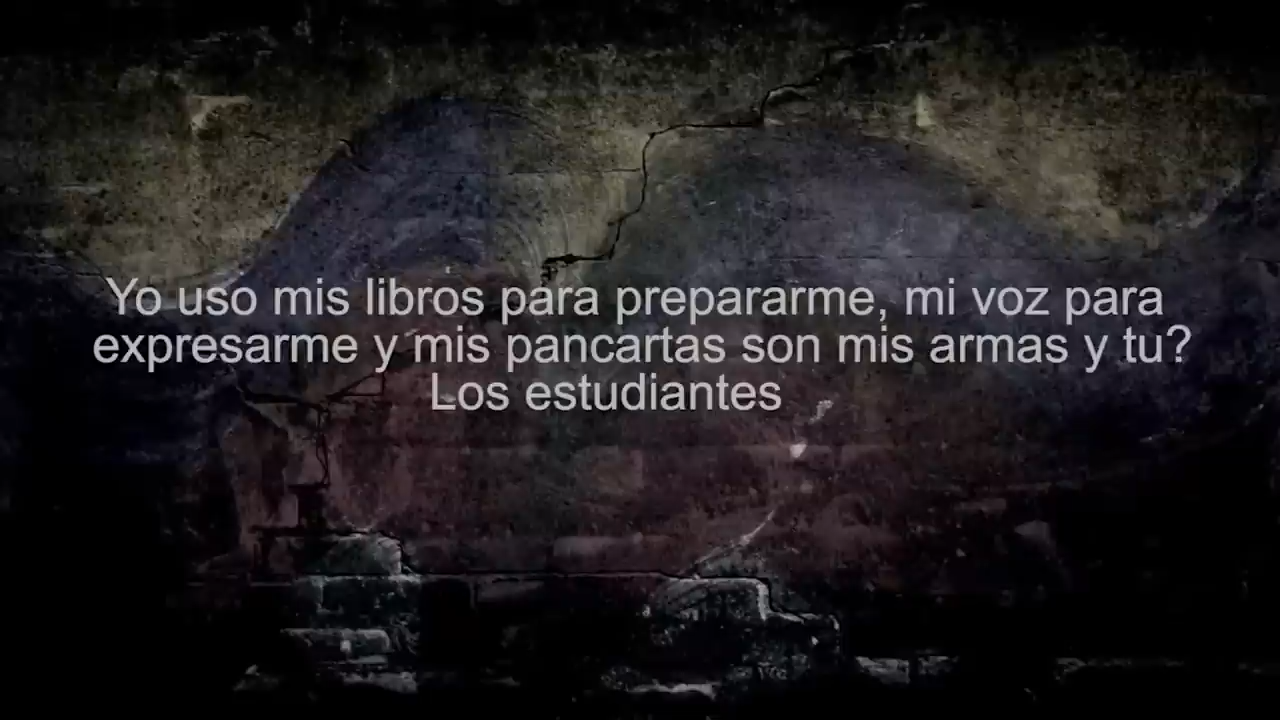 Yo uso mis libros para prepararme, mi voz para
expresarme y mis pancartas son mis armas y tu?
Los estudiantes